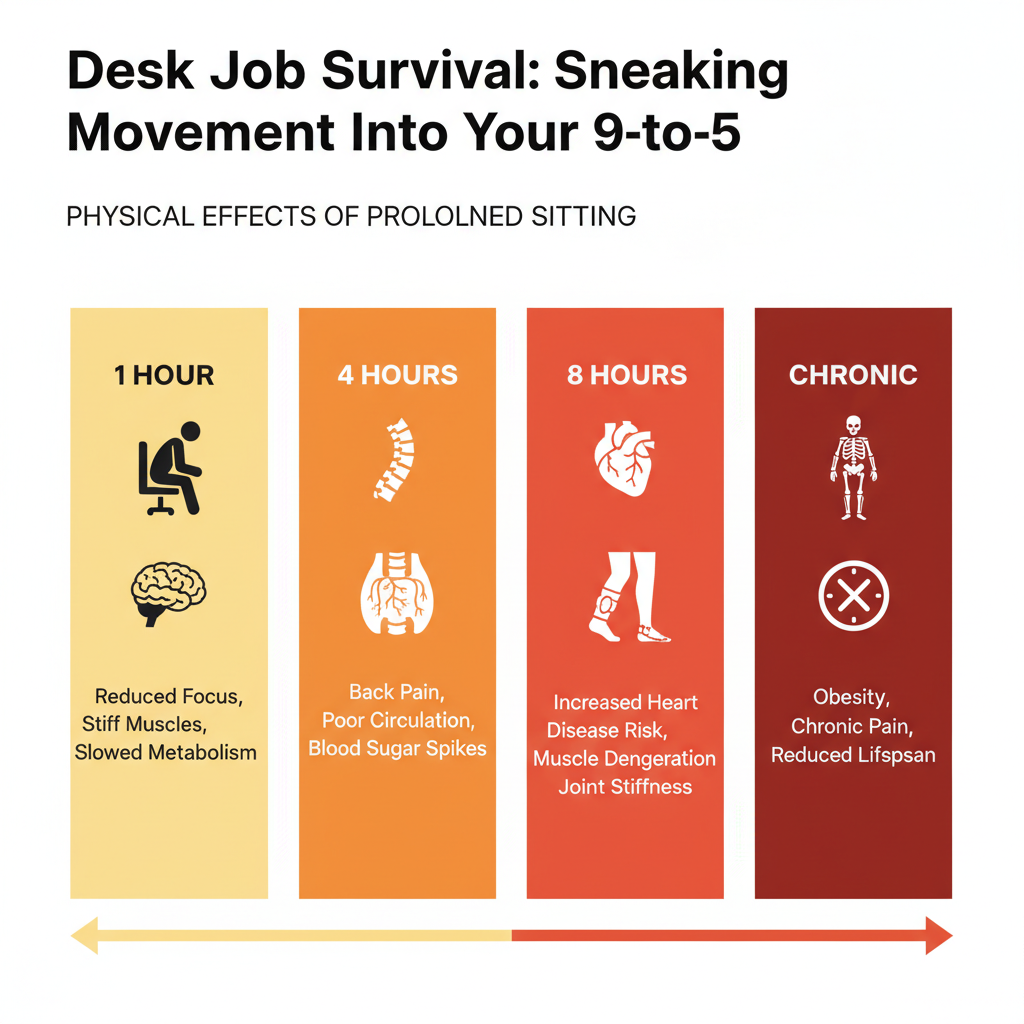 Desk Job Survival: Sneaking
Movement Into Your 9-to-5
PHYSICAL EFFECTS OF PROLOLNED SITTING
1 HOUR
Reduced Focus,
Stiff Muscles,
Slowed Metabolism
4 HOURS
Back Pain,
Poor Circulation,
Blood Sugar Spikes
8 HOURS
Increased Heart
Disease Risk,
Muscle Dengeration
Joint Stiffness
CHRONIC
Obesity,
Chronic Pain,
Reduced Lifspsan